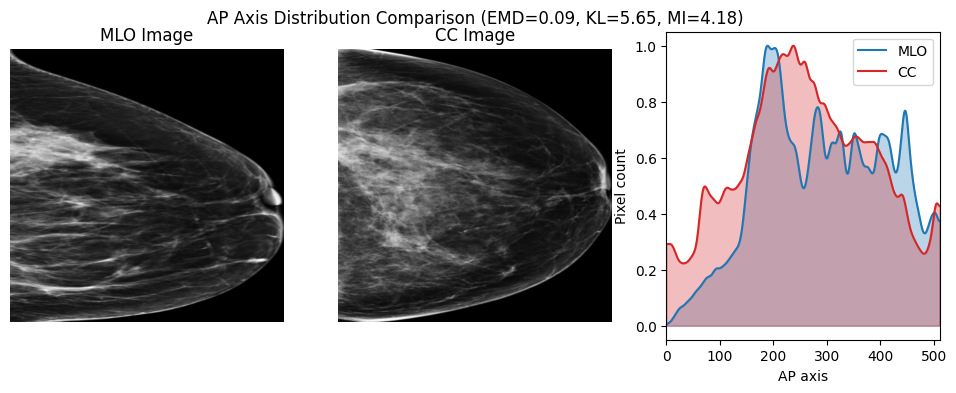 AP Axis Distribution Comparison (EMD=0.09, KL=5.65, MI=4.18)
MLO Image
CC Image
MLO
CC
Pixel count
1.0
0.8
0.6
0.4
0.2
0.0
0 100 200 300 400 500
AP axis